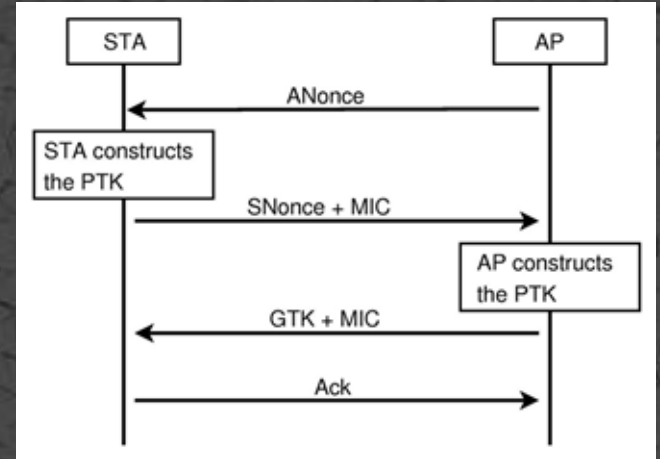 STA
AP
ANonce
STA constructs
the PTK
SNonce + MIC
AP constructs
the PTK
GTK + MIC
Ack